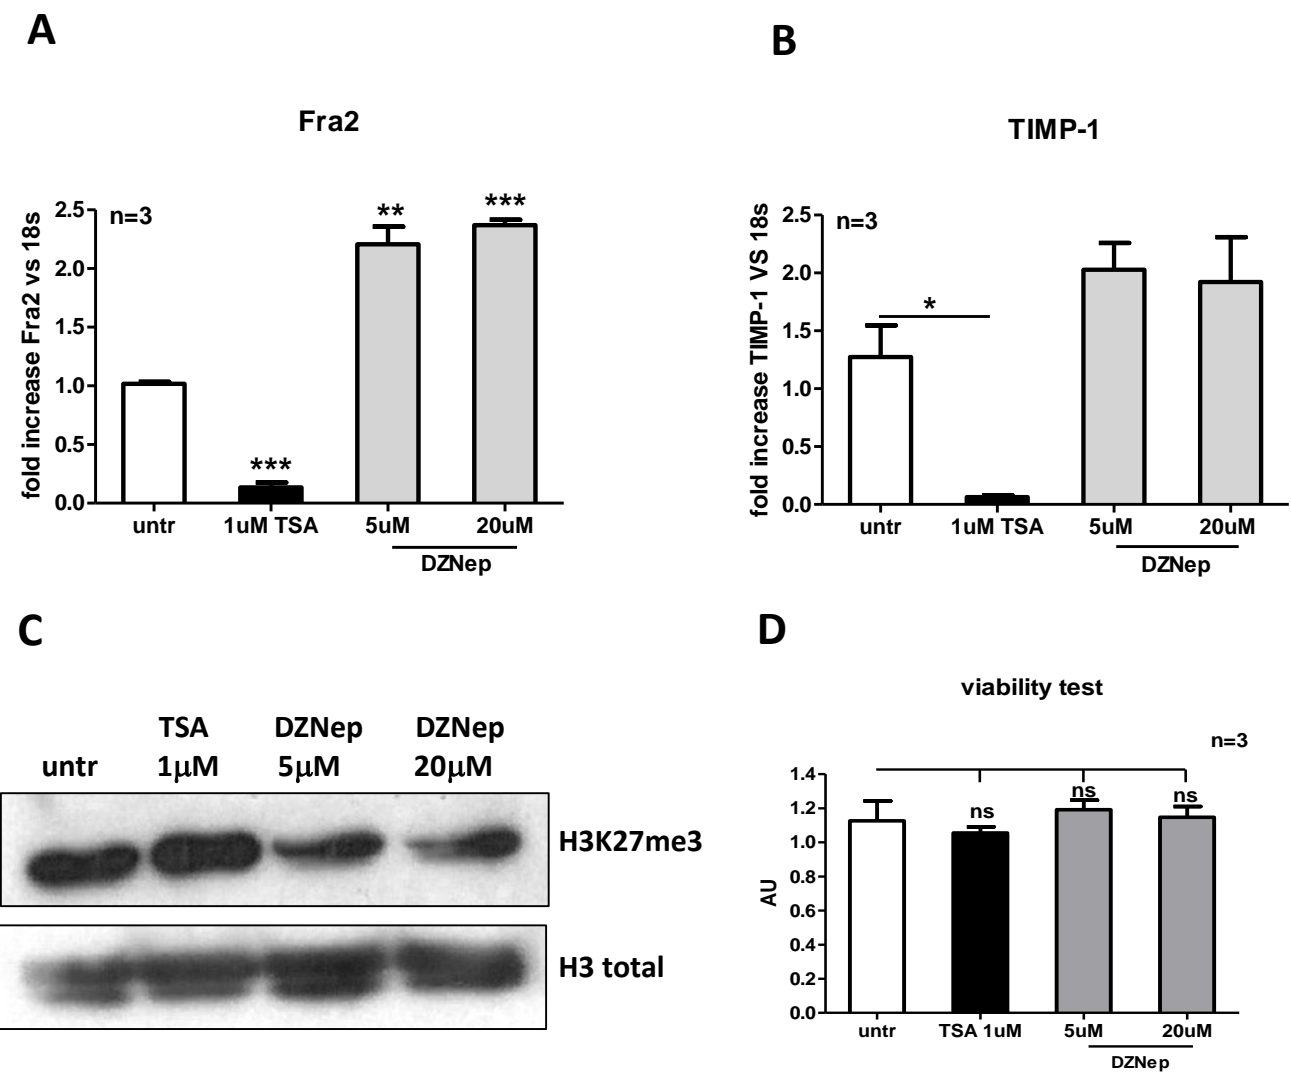 A
Fra2
fold increase Fra2 vs 18s
2.5
2.0
1.5
1.0
0.5
0.0
n=3
***
**
***
untr
1uM TSA
5uM
20uM
DZNep
B
TIMP-1
fold increase TIMP-1 VS 18s
2.5
2.0
1.5
1.0
0.5
0.0
n=3
*
untr
1uM TSA
5uM
20uM
DZNep
C
untr
TSA
1μM
DZNep
5μM
DZNep
20μM
H3K27me3
H3 total
D
viability test
n=3
AU
1.4
1.2
1.0
0.8
0.6
0.4
0.2
0.0
ns
ns
ns
untr
TSA 1uM
5uM
20uM
DZNep